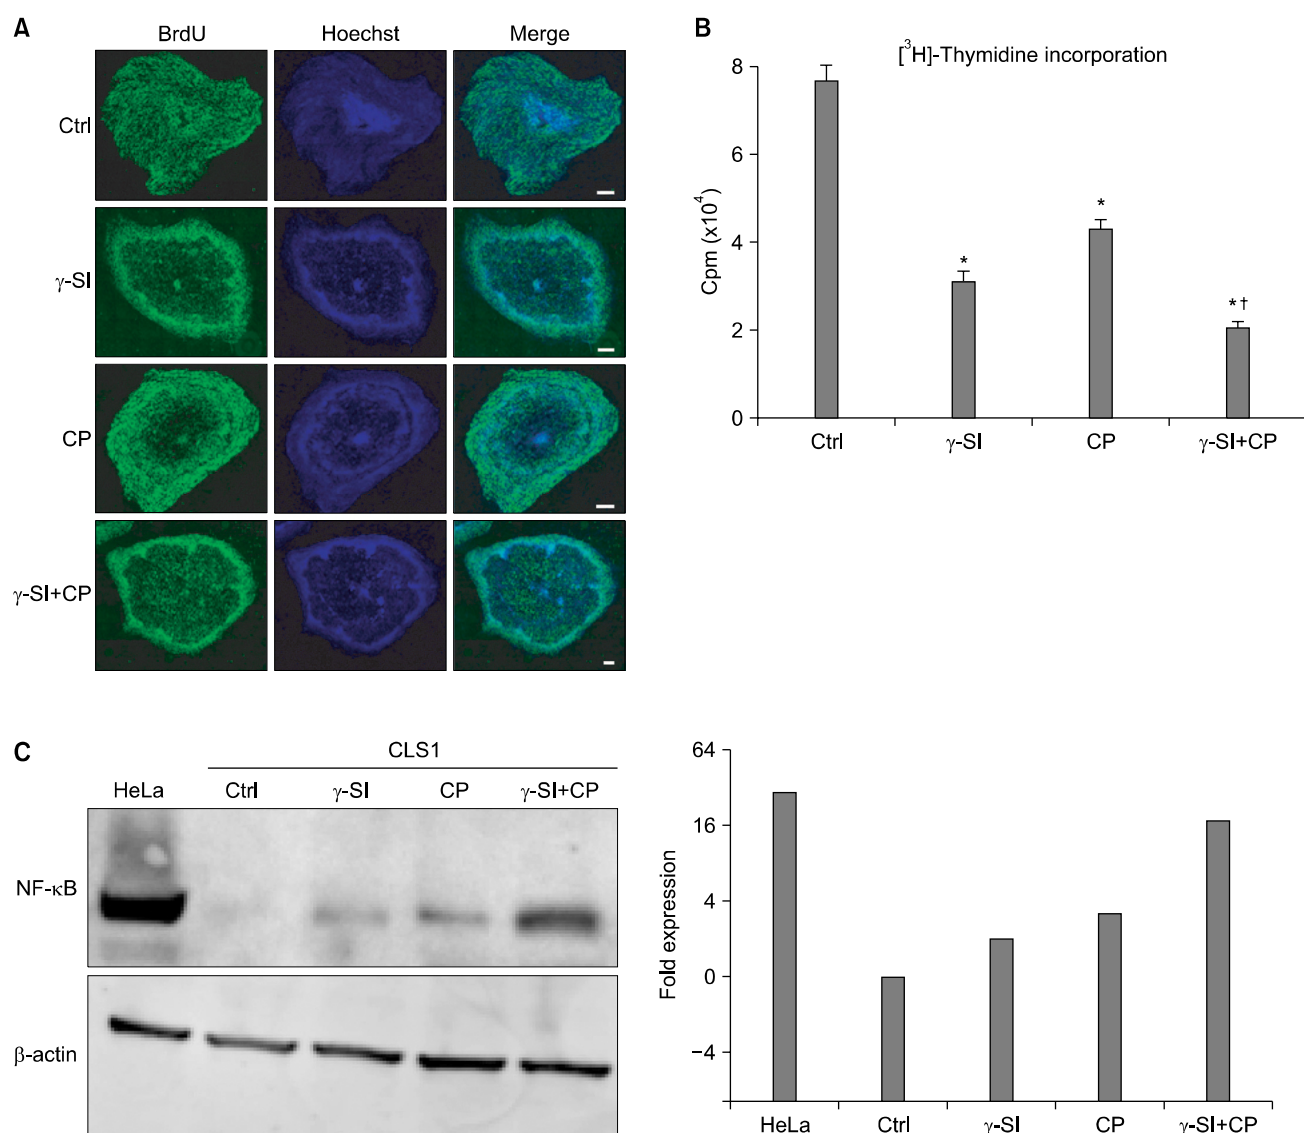 A
BrdU Hoechst Merge
Ctrl
γ-SI
CP
γ-SI+CP
B
[³H]-Thymidine incorporation
8
6
4
2
0
Cpm (x10⁴)
*
*
*†
Ctrl γ-SI CP γ-SI+CP
C
CLS1
HeLa Ctrl γ-SI CP γ-SI+CP
NF-κB
β-actin
64
16
4
0
−4
Fold expression
HeLa Ctrl γ-SI CP γ-SI+CP